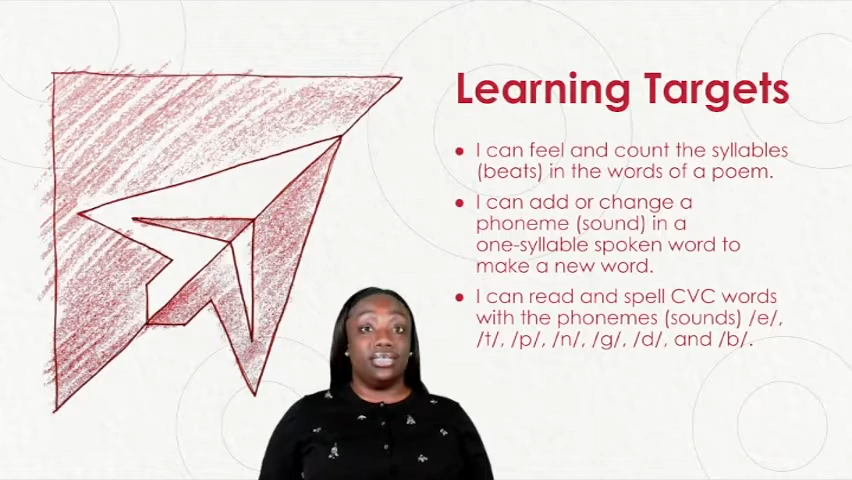 Learning Targets
● I can feel and count the syllables
(beats) in the words of a poem.
● I can add or change a
phoneme (sound) in a
one-syllable spoken word to
make a new word.
● I can read and spell CVC words
with the phonemes (sounds) /e/,
/t/, /p/, /n/, /g/, /d/, and /b/.